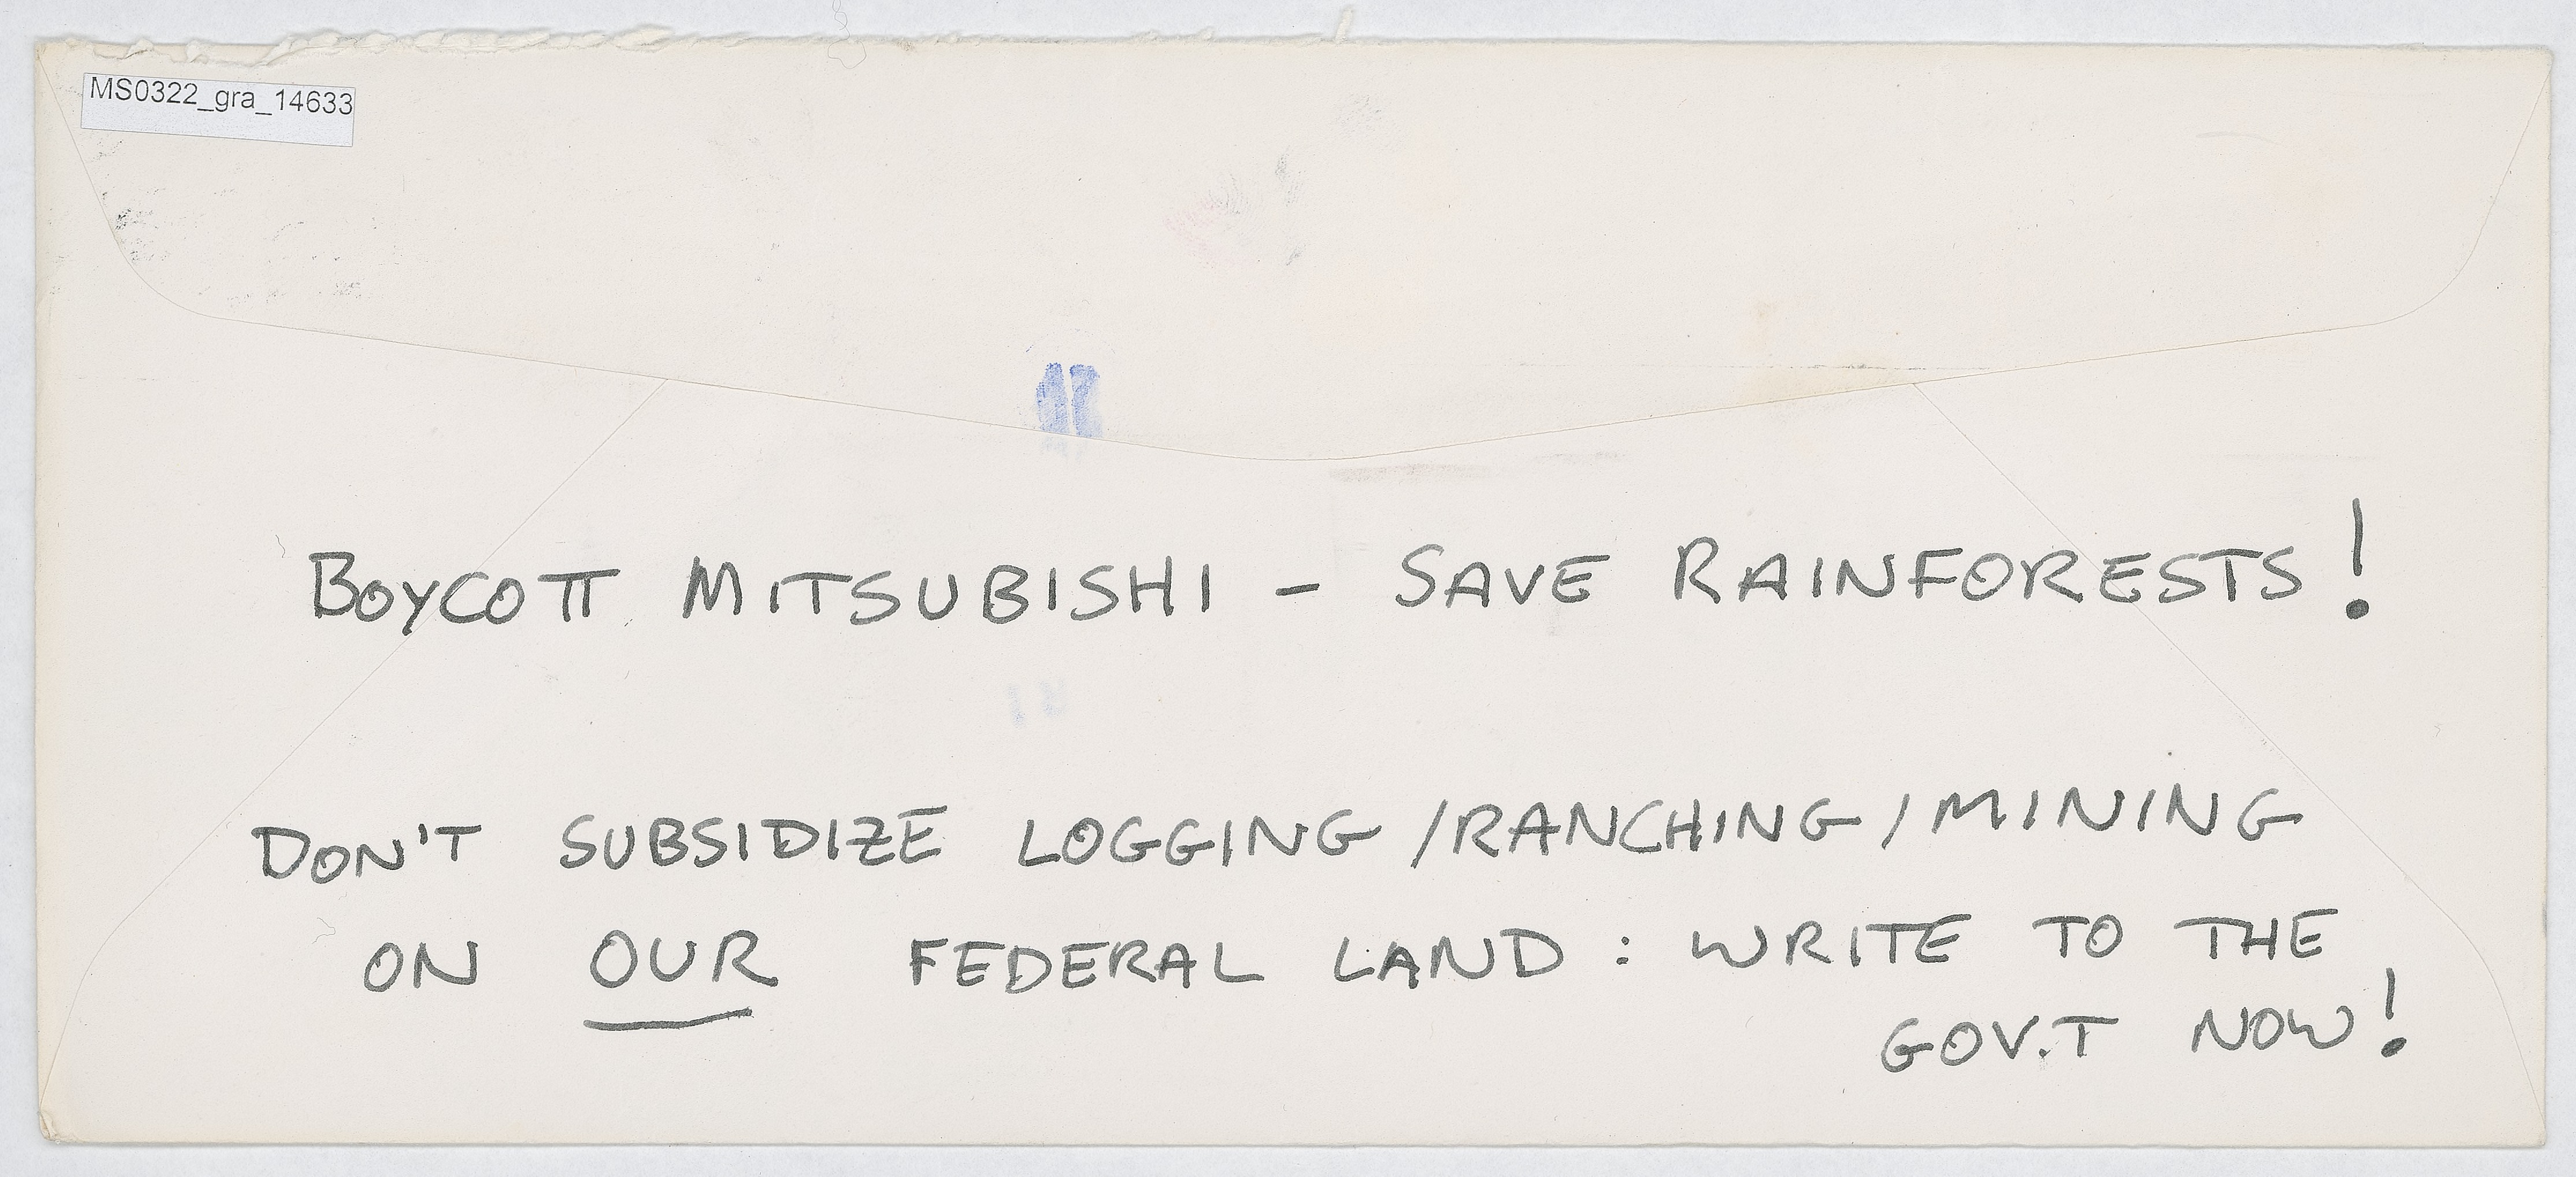 MS0322_gra_14633
BOYCOTT MITSUBISHI - SAVE RAINFORESTS!
DON'T SUBSIDIZE LOGGING/RANCHING/MINING
ON OUR FEDERAL LAND: WRITE TO THE
GOV.T NOW!